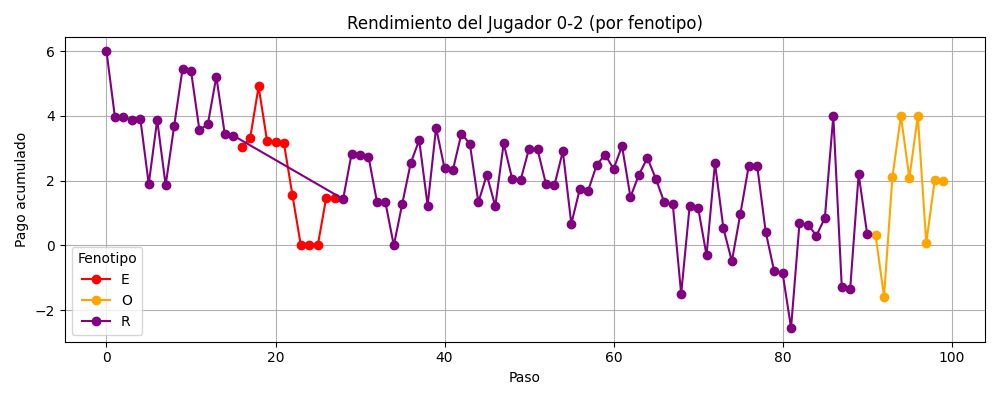 Rendimiento del Jugador 0-2 (por fenotipo)
Pago acumulado
6
4
2
0
−2
Fenotipo
E
O
R
0 20 40 60 80 100
Paso